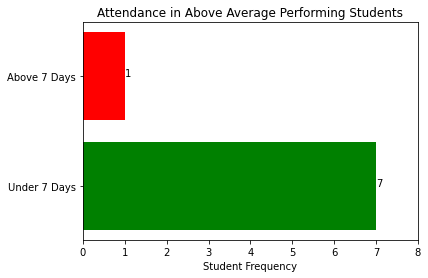 Attendance in Above Average Performing Students
Above 7 Days
1
Under 7 Days
7
0 1 2 3 4 5 6 7 8
Student Frequency